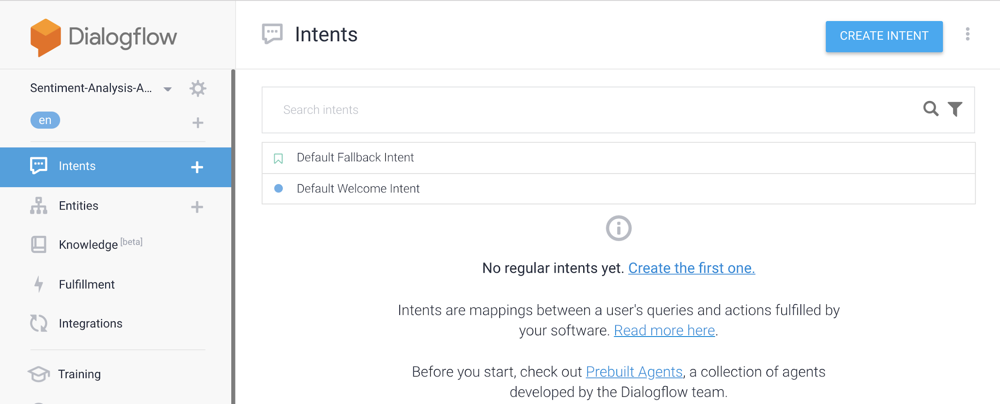 Dialogflow
Sentiment-Analysis-A...
en
Intents
Entities
Knowledge [beta]
Fulfillment
Integrations
Training
Intents
CREATE INTENT
Search intents
Default Fallback Intent
Default Welcome Intent
No regular intents yet. Create the first one.
Intents are mappings between a user's queries and actions fulfilled by
your software. Read more here.
Before you start, check out Prebuilt Agents, a collection of agents
developed by the Dialogflow team.